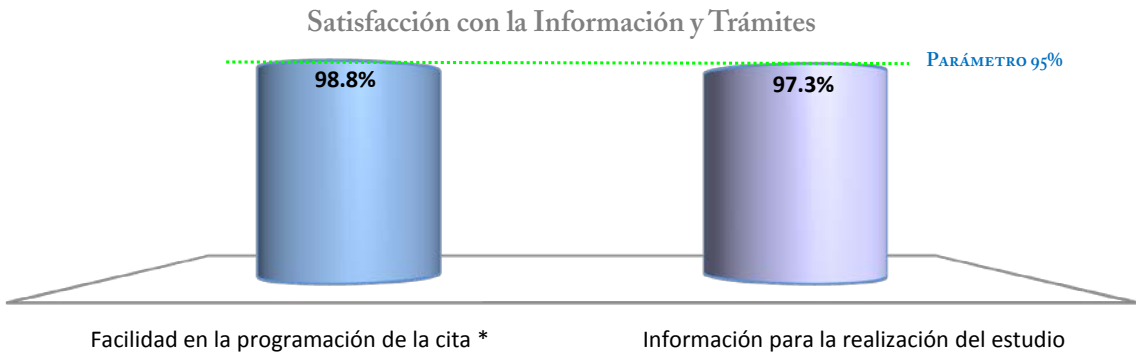 Satisfacción con la Información y Trámites
PARÁMETRO 95%
98.8%
97.3%
Facilidad en la programación de la cita *
Información para la realización del estudio